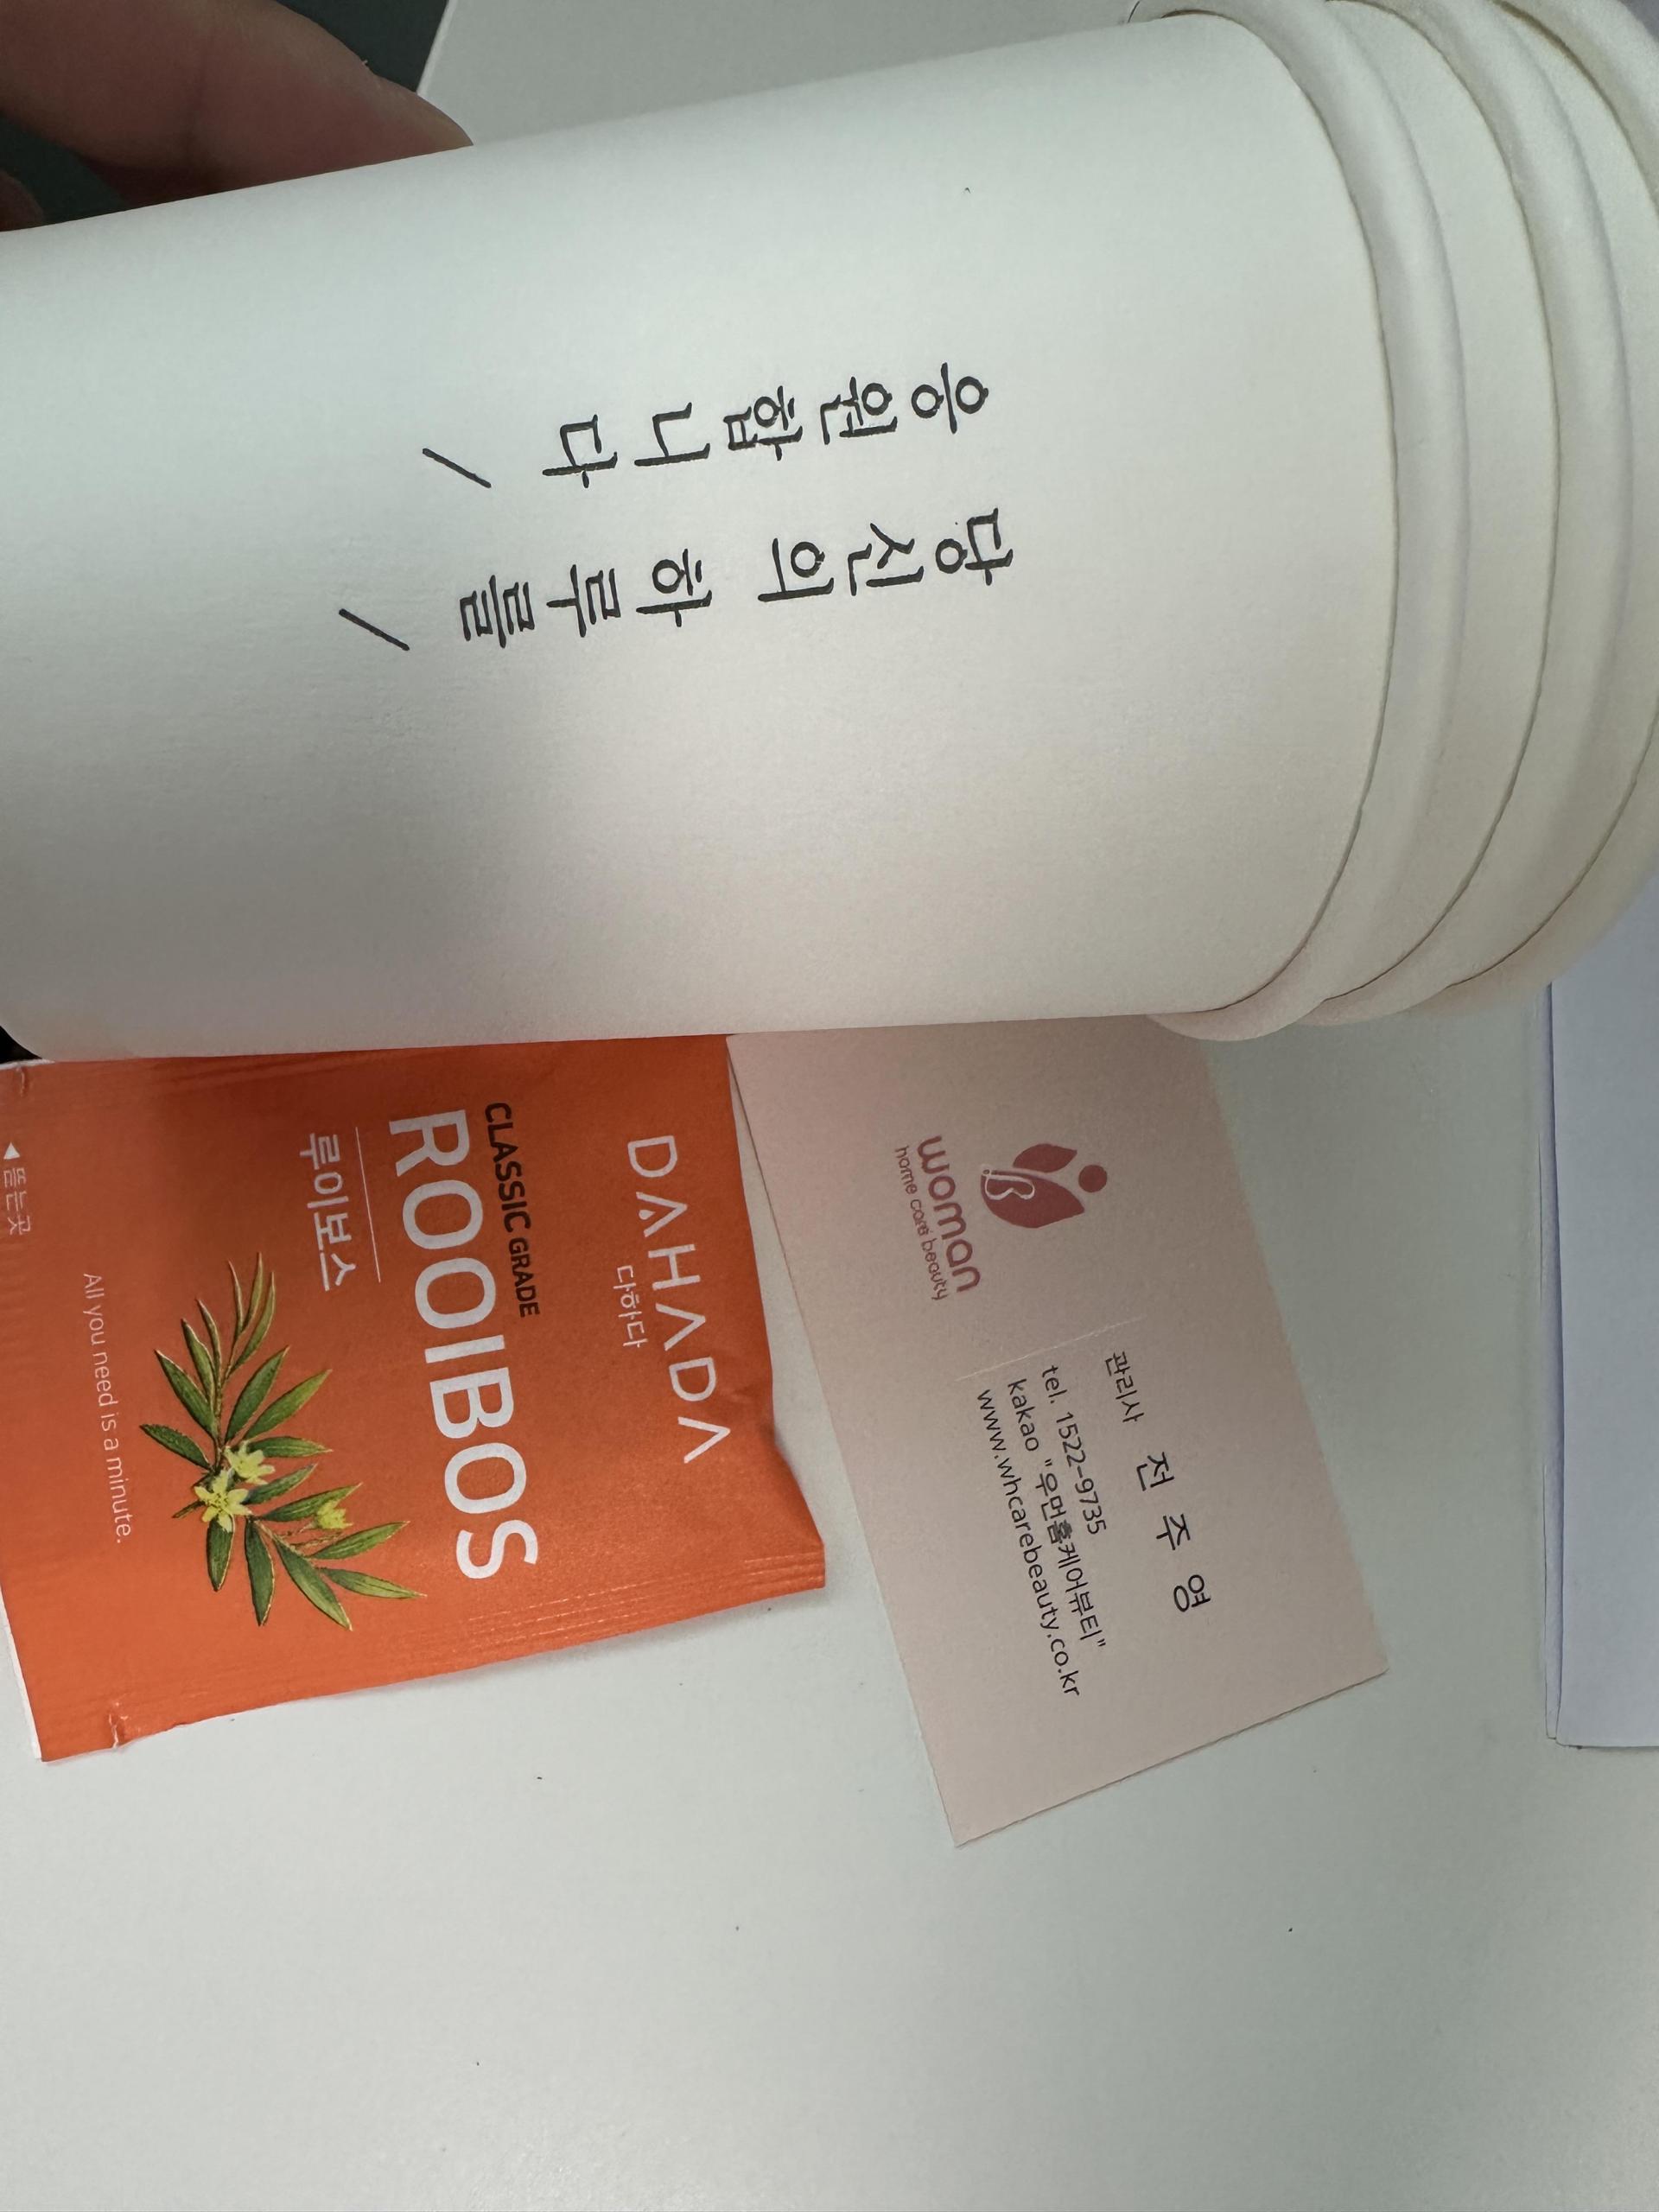 당신의 하루를 /
응원합니다 /
DAHADA
다하다
CLASSIC GRADE
ROOIBOS
루이보스
All you need is a minute.
◀뜯는곳
woman
home care beauty
관리사 전 주 영
tel. 1522-9735
kakao "우먼홈케어뷰티"
www.whcarebeauty.co.kr